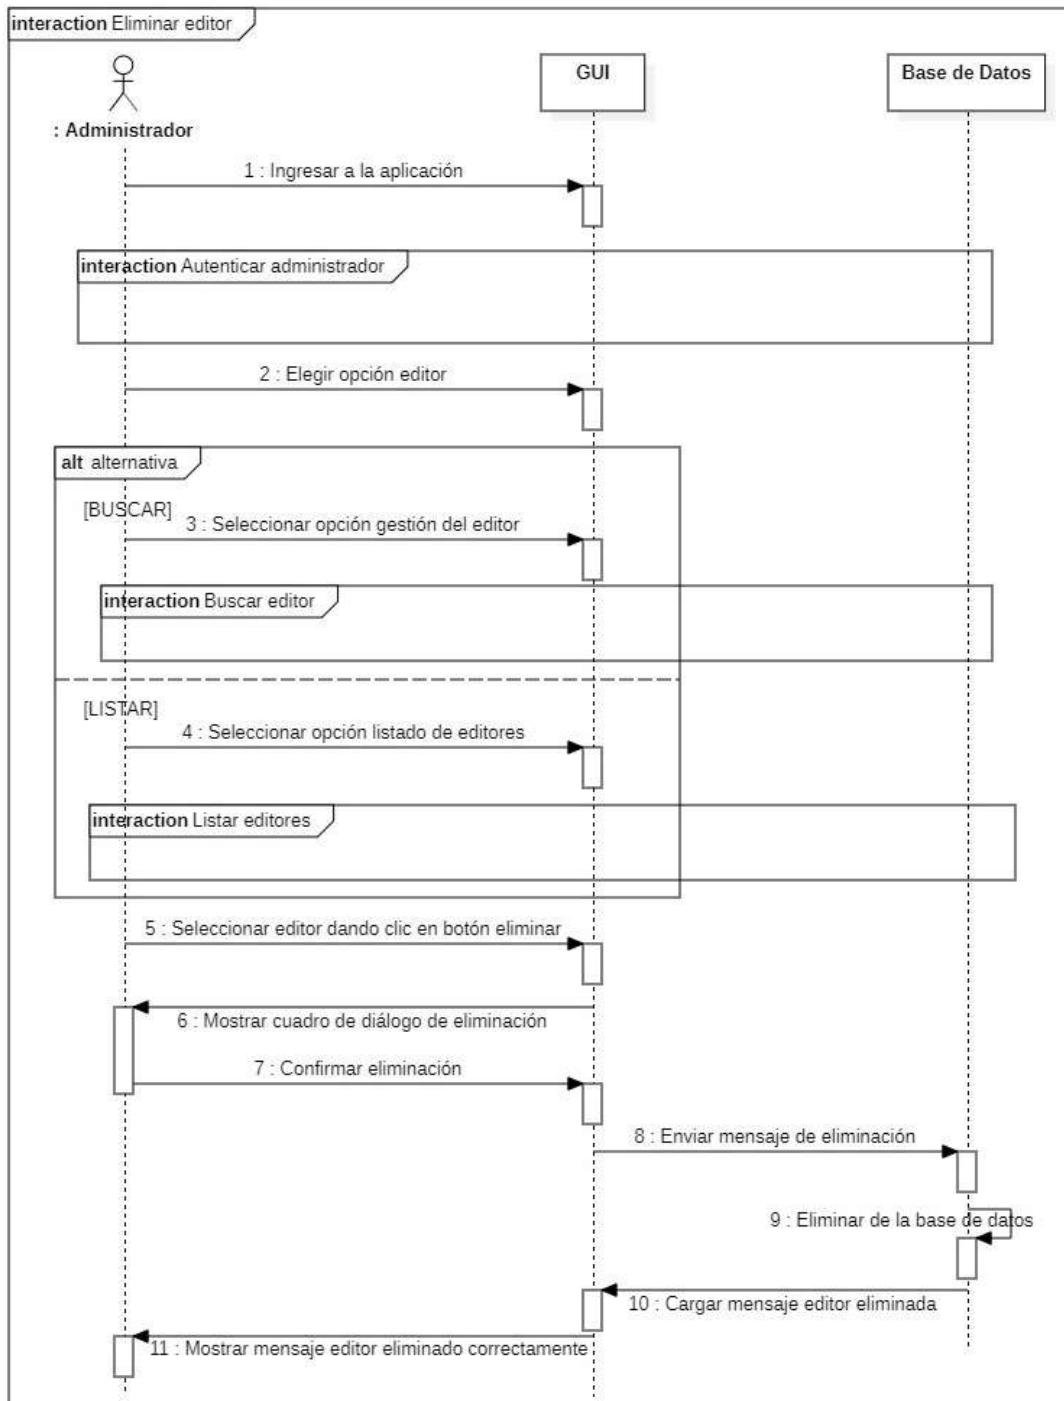 interaction Eliminar editor
GUI
Base de Datos
: Administrador
1 : Ingresar a la aplicación
interaction Autenticar administrador
2 : Elegir opción editor
alt alternativa
[BUSCAR]
3 : Seleccionar opción gestión del editor
interaction Buscar editor
[LISTAR]
4 : Seleccionar opción listado de editores
interaction Listar editores
5 : Seleccionar editor dando clic en botón eliminar
6 : Mostrar cuadro de diálogo de eliminación
7 : Confirmar eliminación
8 : Enviar mensaje de eliminación
9 : Eliminar de la base de datos
10 : Cargar mensaje editor eliminada
11 : Mostrar mensaje editor eliminado correctamente